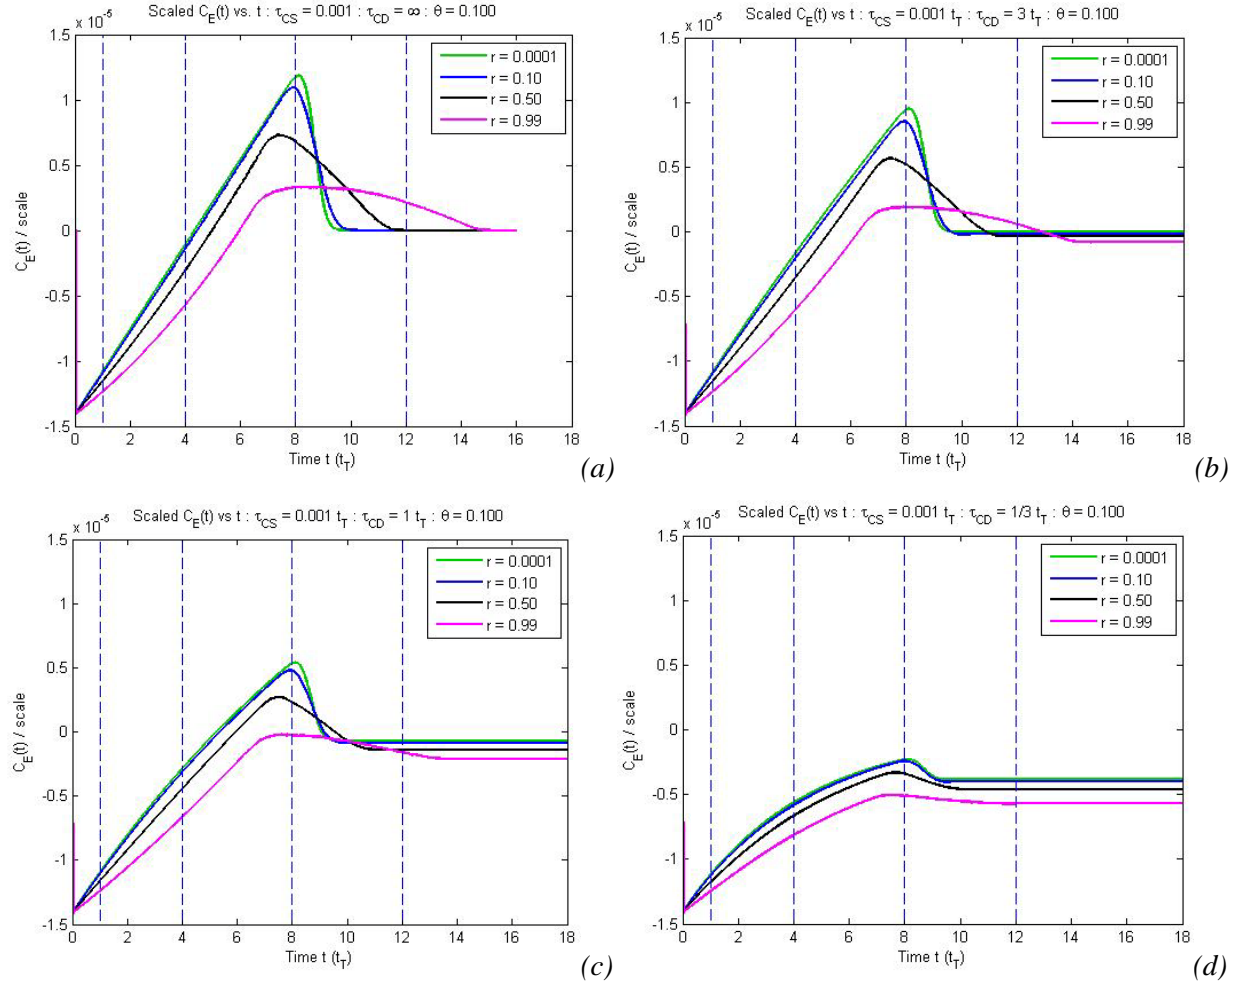 Scaled C_E(t) vs. t : τ_CS = 0.001 : τ_CD = ∞ : θ = 0.100
x 10^-5
1.5
1
0.5
0
-0.5
-1
-1.5
C_E(t) / scale
0 2 4 6 8 10 12 14 16 18
Time t (t_T)
r = 0.0001
r = 0.10
r = 0.50
r = 0.99
(a)
Scaled C_E(t) vs t : τ_CS = 0.001 t_T : τ_CD = 3 t_T : θ = 0.100
x 10^-5
1.5
1
0.5
0
-0.5
-1
-1.5
C_E(t) / scale
0 2 4 6 8 10 12 14 16 18
Time t (t_T)
r = 0.0001
r = 0.10
r = 0.50
r = 0.99
(b)
Scaled C_E(t) vs t : τ_CS = 0.001 t_T : τ_CD = 1 t_T : θ = 0.100
x 10^-5
1.5
1
0.5
0
-0.5
-1
-1.5
C_E(t) / scale
0 2 4 6 8 10 12 14 16 18
Time t (t_T)
r = 0.0001
r = 0.10
r = 0.50
r = 0.99
(c)
Scaled C_E(t) vs t : τ_CS = 0.001 t_T : τ_CD = 1/3 t_T : θ = 0.100
x 10^-5
1.5
1
0.5
0
-0.5
-1
-1.5
C_E(t) / scale
0 2 4 6 8 10 12 14 16 18
Time t (t_T)
r = 0.0001
r = 0.10
r = 0.50
r = 0.99
(d)